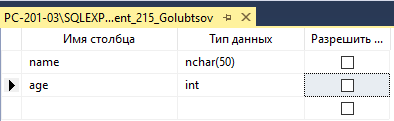 PC-201-03\SQLEXP...ent_215_Golubtsov
Имя столбца Тип данных Разрешить ...
name nchar(50)
age int